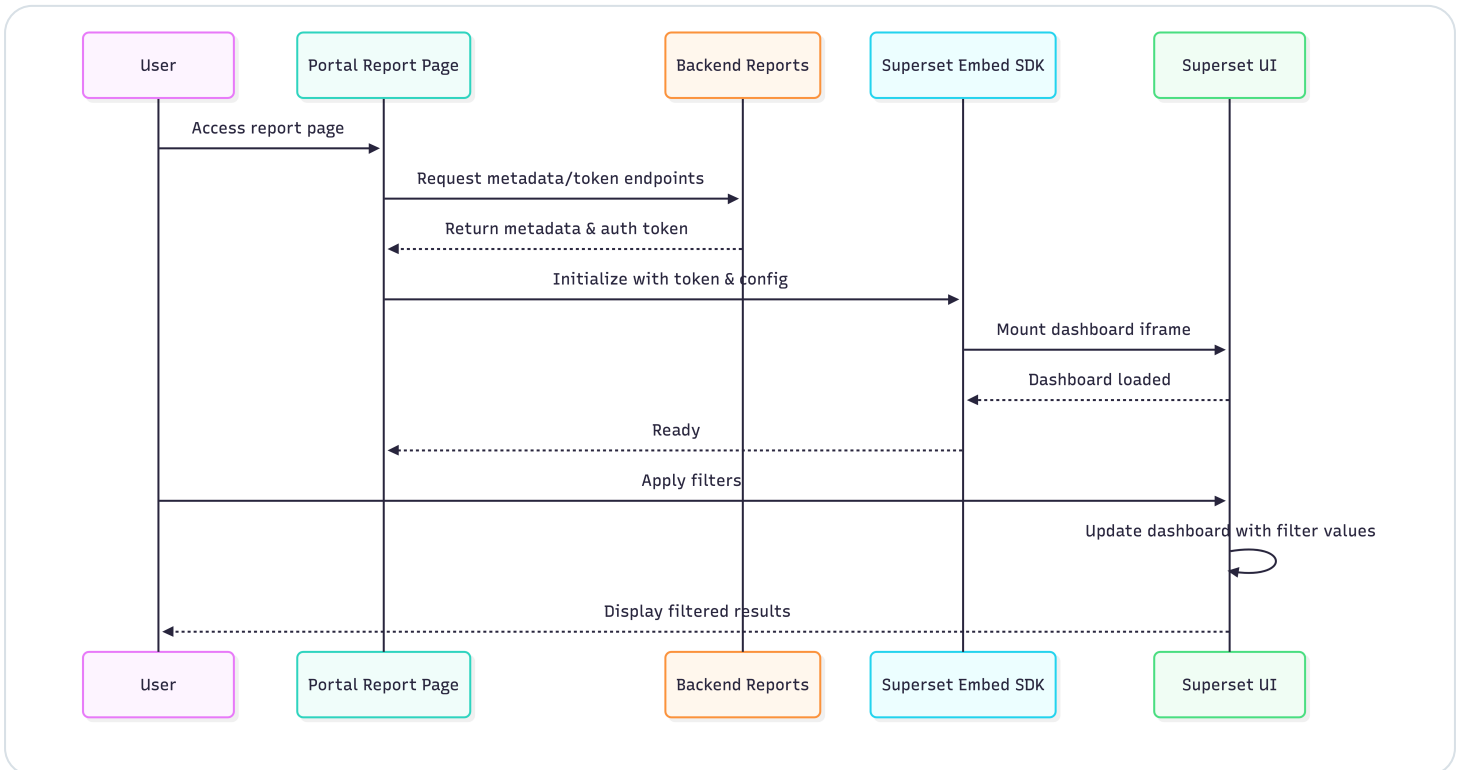 User
Portal Report Page
Backend Reports
Superset Embed SDK
Superset UI
Access report page
Request metadata/token endpoints
Return metadata & auth token
Initialize with token & config
Mount dashboard iframe
Dashboard loaded
Ready
Apply filters
Update dashboard with filter values
Display filtered results
User
Portal Report Page
Backend Reports
Superset Embed SDK
Superset UI